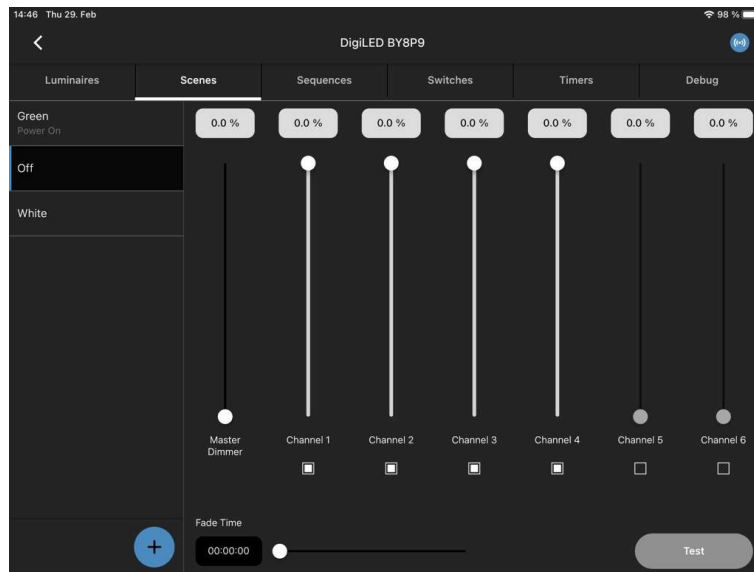 14:46 Thu 29. Feb
98 %
DigiLED BY8P9
Luminaires Scenes Sequences Switches Timers Debug
Green
Power On
Off
White
0.0 % 0.0 % 0.0 % 0.0 % 0.0 % 0.0 % 0.0 %
Master Dimmer
Channel 1 Channel 2 Channel 3 Channel 4 Channel 5 Channel 6
Fade Time
00:00:00
+
Test